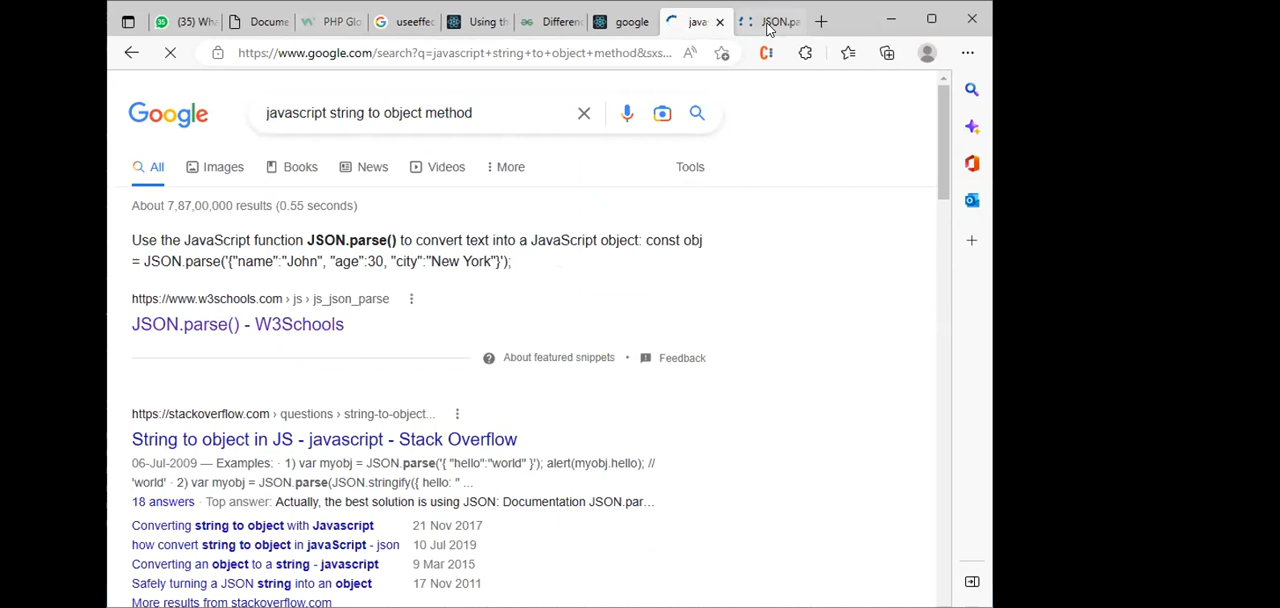 (35) Wha
Docume
PHP Glo
useeffec
Using th
Differen
google
javas
JSON.pa
https://www.google.com/search?q=javascript+string+to+object+method&sxs...
Google
javascript string to object method
All
Images
Books
News
Videos
More
Tools
About 7,87,00,000 results (0.55 seconds)
Use the JavaScript function JSON.parse() to convert text into a JavaScript object: const obj
= JSON.parse('{"name":"John", "age":30, "city":"New York"}');
https://www.w3schools.com › js › js_json_parse
JSON.parse() - W3Schools
About featured snippets • Feedback
https://stackoverflow.com › questions › string-to-object...
String to object in JS - javascript - Stack Overflow
06-Jul-2009 — Examples: · 1) var myobj = JSON.parse('{ "hello":"world" }'); alert(myobj.hello); //
'world' · 2) var myobj = JSON.parse(JSON.stringify({ hello: " ...
18 answers · Top answer: Actually, the best solution is using JSON: Documentation JSON.par...
Converting string to object with Javascript 21 Nov 2017
how convert string to object in javaScript - json 10 Jul 2019
Converting an object to a string - javascript 9 Mar 2015
Safely turning a JSON string into an object 17 Nov 2011
More results from stackoverflow.com